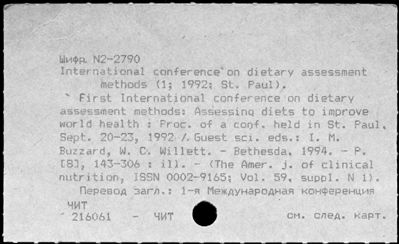 Шифр N2-2790
International conference on dietary assessment
methods (1; 1992; St. Paul).
First International conference on dietary
assessment methods: Assessing diets to improve
world health : Proc. of a conf. held in St. Paul,
Sept. 20-23, 1992 / Guest sci. eds.: I. M.
Buzzard, W. C. Willett. - Bethesda, 1994. - P.
[8], 143-306 : ill. - (The Amer. j. of clinical
nutrition, ISSN 0002-9165; Vol. 59, suppl. N 1).
Перевод загл.: 1-я Международная конференция
ЧИТ
216061 - ЧИТ см. след. карт.